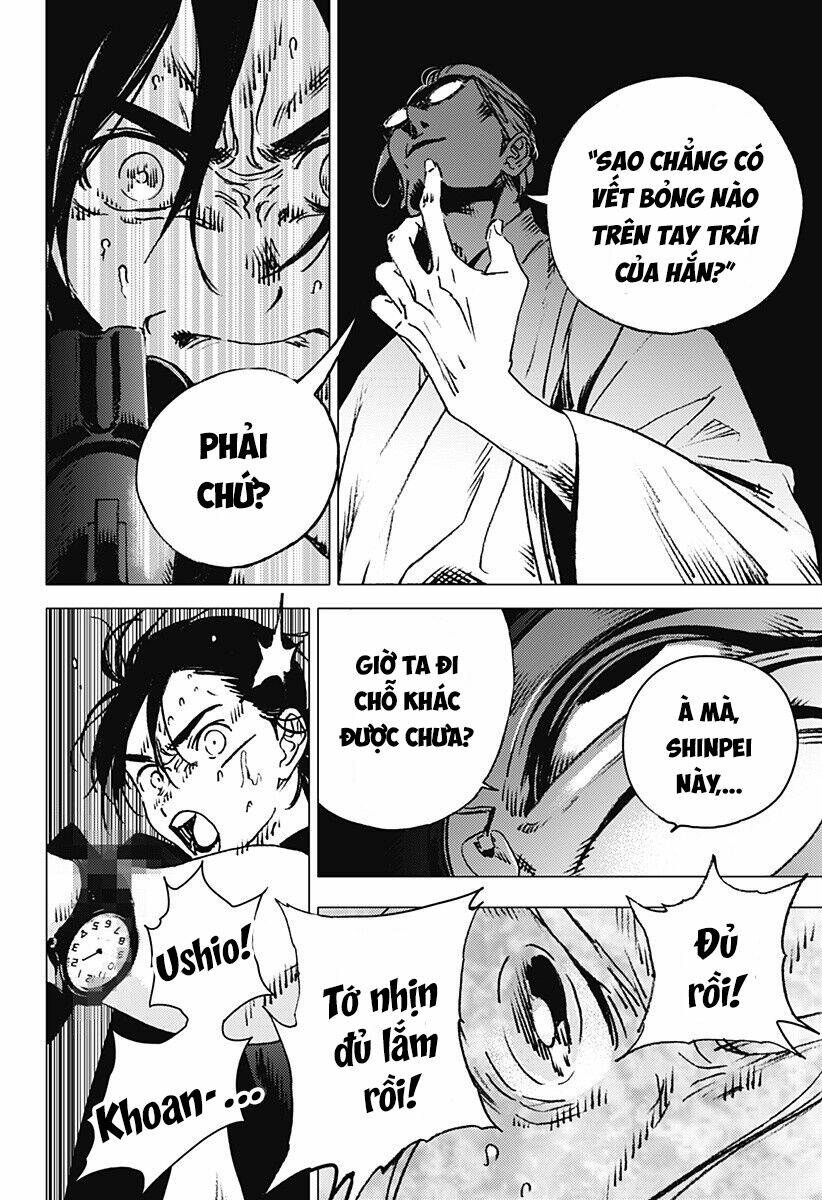 “SAO CHẲNG CÓ
VẾT BỎNG NÀO
TRÊN TAY TRÁI
CỦA HẮN?”
PHẢI
CHỨ?
À MÀ,
SHINPEI
NÀY,...
GIỜ TA ĐI
CHỖ KHÁC
ĐƯỢC CHƯA?
Đủ
rồi!
Tớ nhịn
đủ lắm
rồi!
Ushio!
Khoan-...